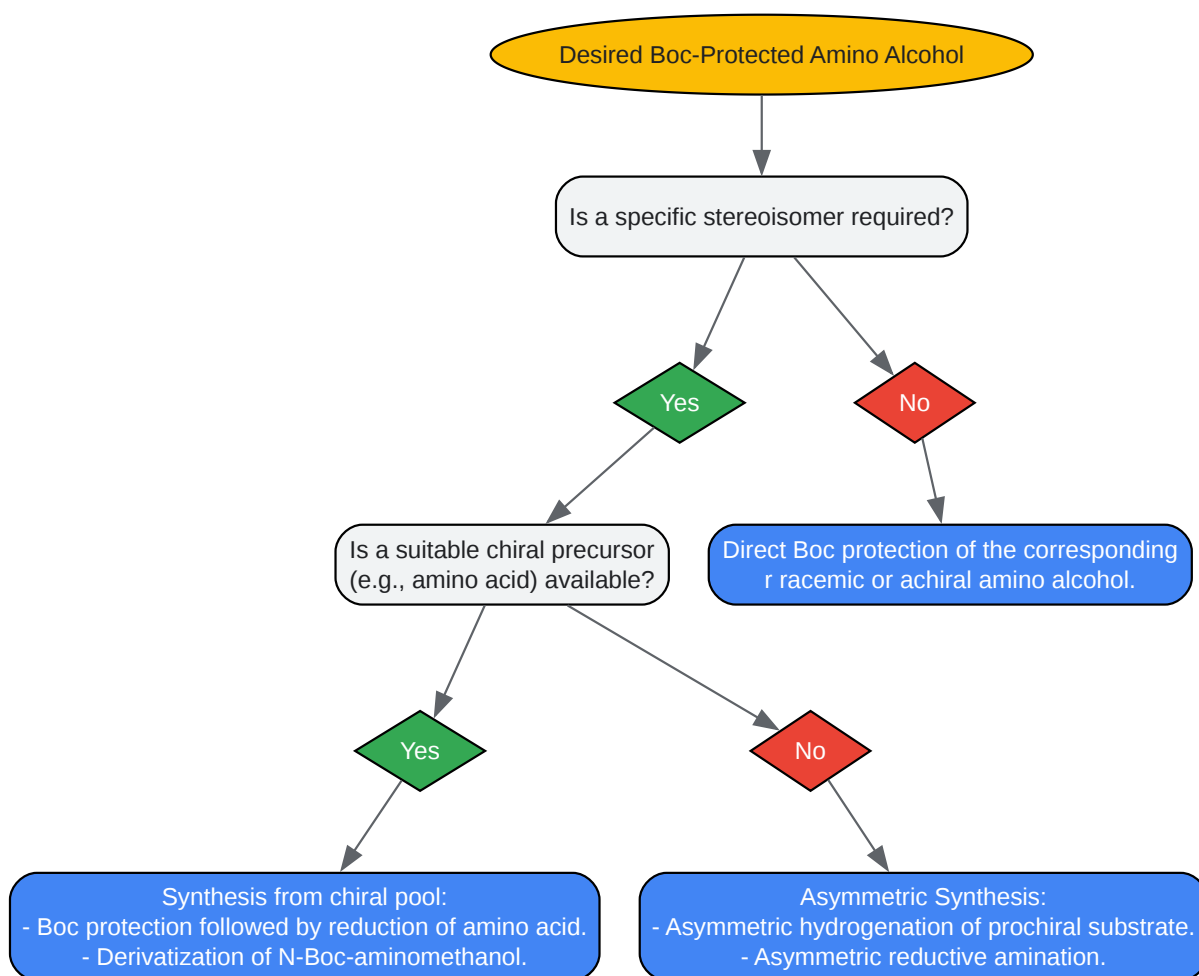 Desired Boc-Protected Amino Alcohol
Is a specific stereoisomer required?
Yes
No
Is a suitable chiral precursor
(e.g., amino acid) available?
Direct Boc protection of the corresponding
r racemic or achiral amino alcohol.
Yes
No
Synthesis from chiral pool:
- Boc protection followed by reduction of amino acid.
- Derivatization of N-Boc-aminomethanol.
Asymmetric Synthesis:
- Asymmetric hydrogenation of prochiral substrate.
- Asymmetric reductive amination.